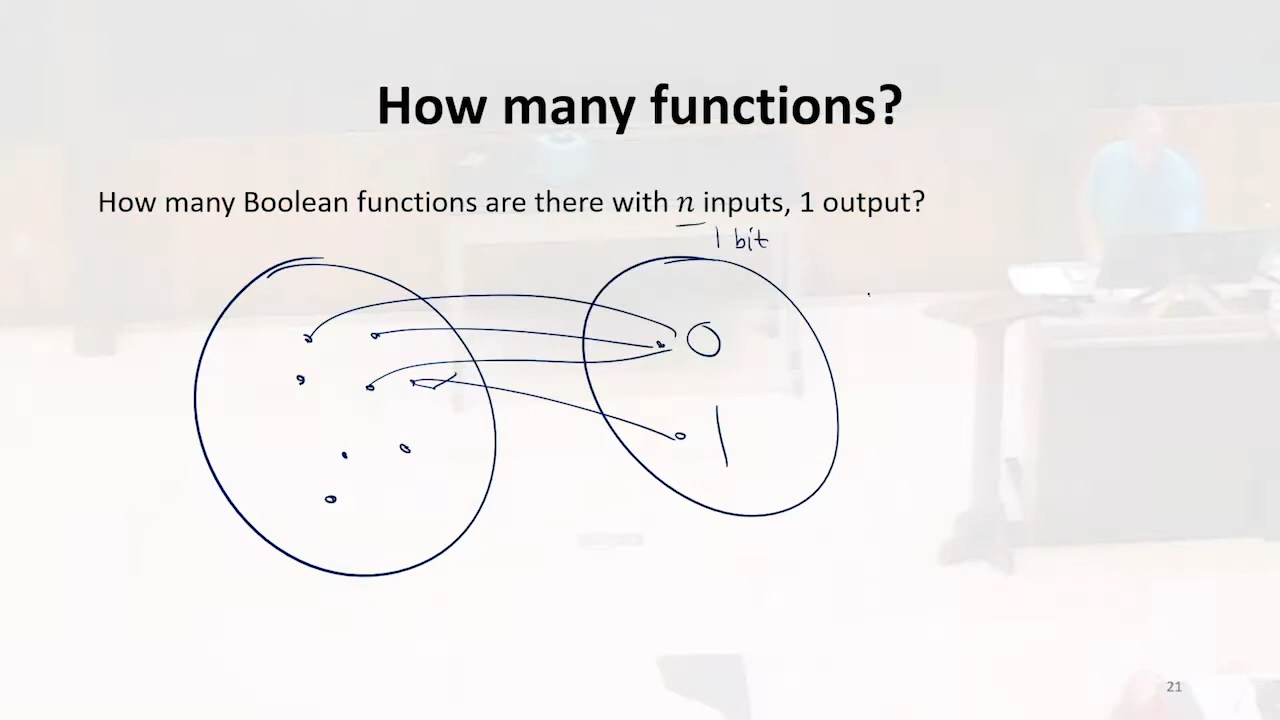 How many functions?
How many Boolean functions are there with n inputs, 1 output?
1 bit
0
1
21